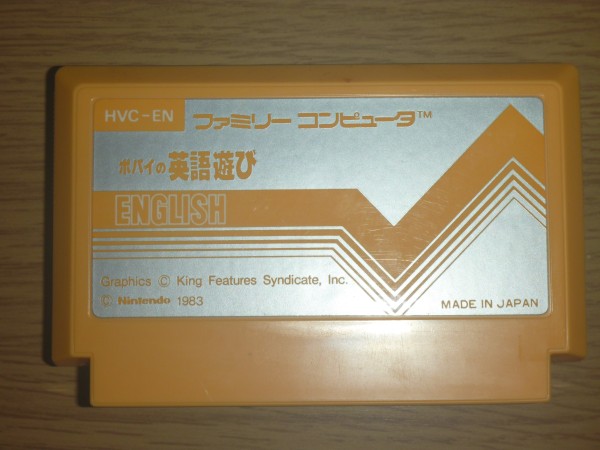 HVC-EN
ファミリー コンピュータ™
ポパイの英語遊び
ENGLISH
Graphics © King Features Syndicate, Inc.
© Nintendo 1983
MADE IN JAPAN